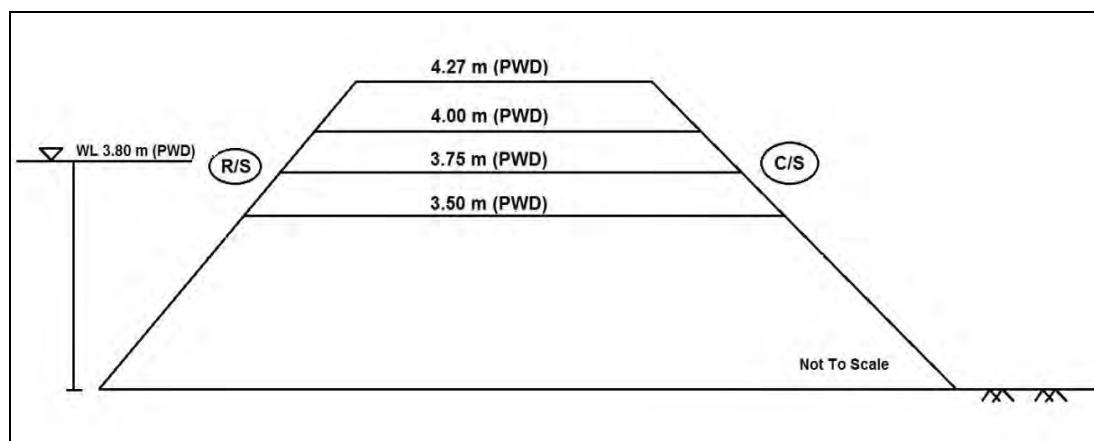 4.27 m (PWD)
4.00 m (PWD)
WL 3.80 m (PWD)
R/S
3.75 m (PWD)
C/S
3.50 m (PWD)
Not To Scale